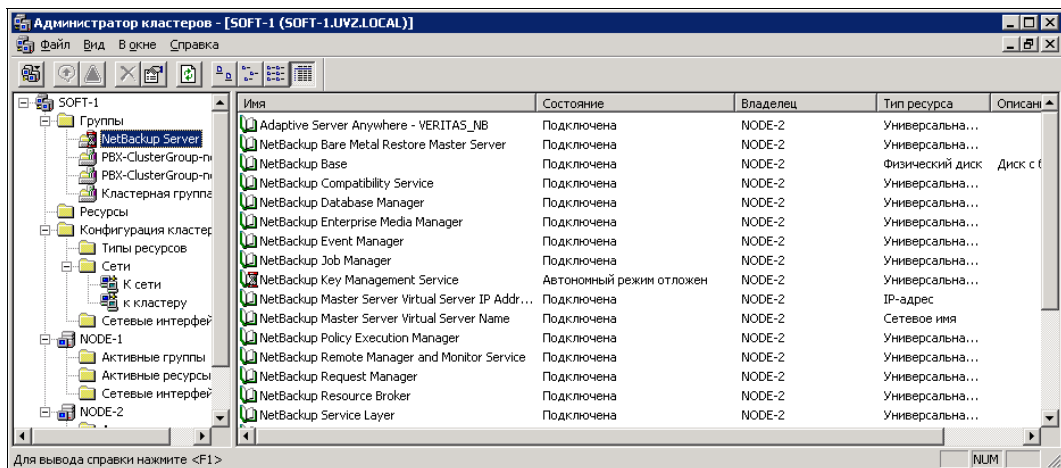 Администратор кластеров - [SOFT-1 (SOFT-1.UVZ.LOCAL)]
Файл Вид В окне Справка
SOFT-1
Группы
NetBackup Server
PBX-ClusterGroup-n
PBX-ClusterGroup-n
Кластерная группа
Ресурсы
Конфигурация кластер
Типы ресурсов
Сети
К сети
к кластеру
Сетевые интерфей
NODE-1
Активные группы
Активные ресурсы
Сетевые интерфей
NODE-2
Имя Состояние Владелец Тип ресурса Описани
Adaptive Server Anywhere - VERITAS_NB Подключена NODE-2 Универсальна...
NetBackup Bare Metal Restore Master Server Подключена NODE-2 Универсальна...
NetBackup Base Подключена NODE-2 Физический диск Диск с б
NetBackup Compatibility Service Подключена NODE-2 Универсальна...
NetBackup Database Manager Подключена NODE-2 Универсальна...
NetBackup Enterprise Media Manager Подключена NODE-2 Универсальна...
NetBackup Event Manager Подключена NODE-2 Универсальна...
NetBackup Job Manager Подключена NODE-2 Универсальна...
NetBackup Key Management Service Автономный режим отложен NODE-2 Универсальна...
NetBackup Master Server Virtual Server IP Addr... Подключена NODE-2 IP-адрес
NetBackup Master Server Virtual Server Name Подключена NODE-2 Сетевое имя
NetBackup Policy Execution Manager Подключена NODE-2 Универсальна...
NetBackup Remote Manager and Monitor Service Подключена NODE-2 Универсальна...
NetBackup Request Manager Подключена NODE-2 Универсальна...
NetBackup Resource Broker Подключена NODE-2 Универсальна...
NetBackup Service Layer Подключена NODE-2 Универсальна...
Для вывода справки нажмите <F1> NUM